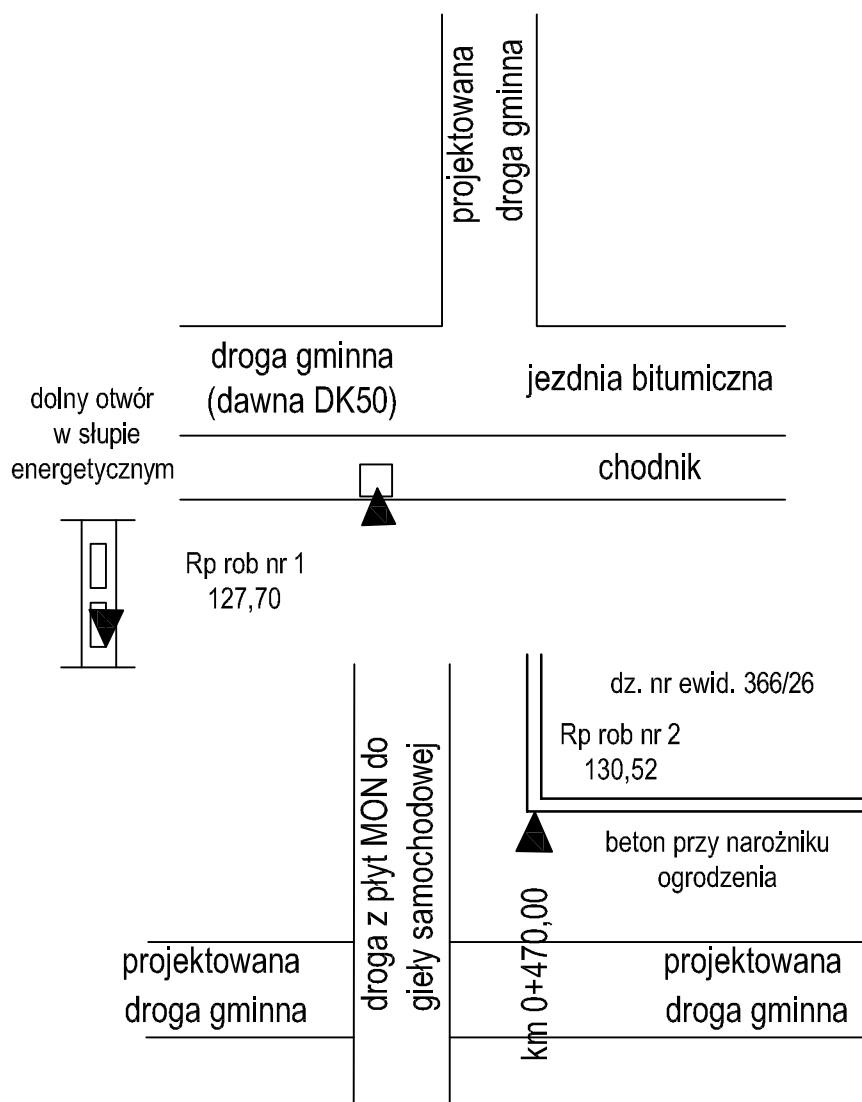 projektowana
droga gminna
droga gminna
(dawna DK50)
jezdnia bitumiczna
dolny otwór
w słupie
energetycznym
chodnik
Rp rob nr 1
127,70
dz. nr ewid. 366/26
Rp rob nr 2
130,52
droga z płyt MON do
gieły samochodowej
beton przy narożniku
ogrodzenia
km 0+470,00
projektowana
droga gminna
projektowana
droga gminna